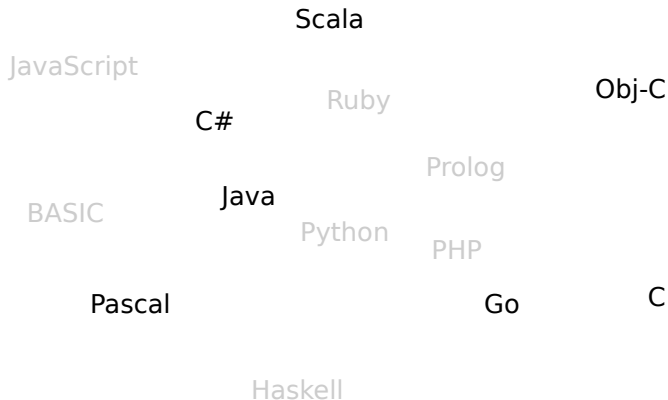 Scala
JavaScript
Obj-C
Ruby
C#
Prolog
Java
BASIC
Python
PHP
C
Pascal
Go
Haskell